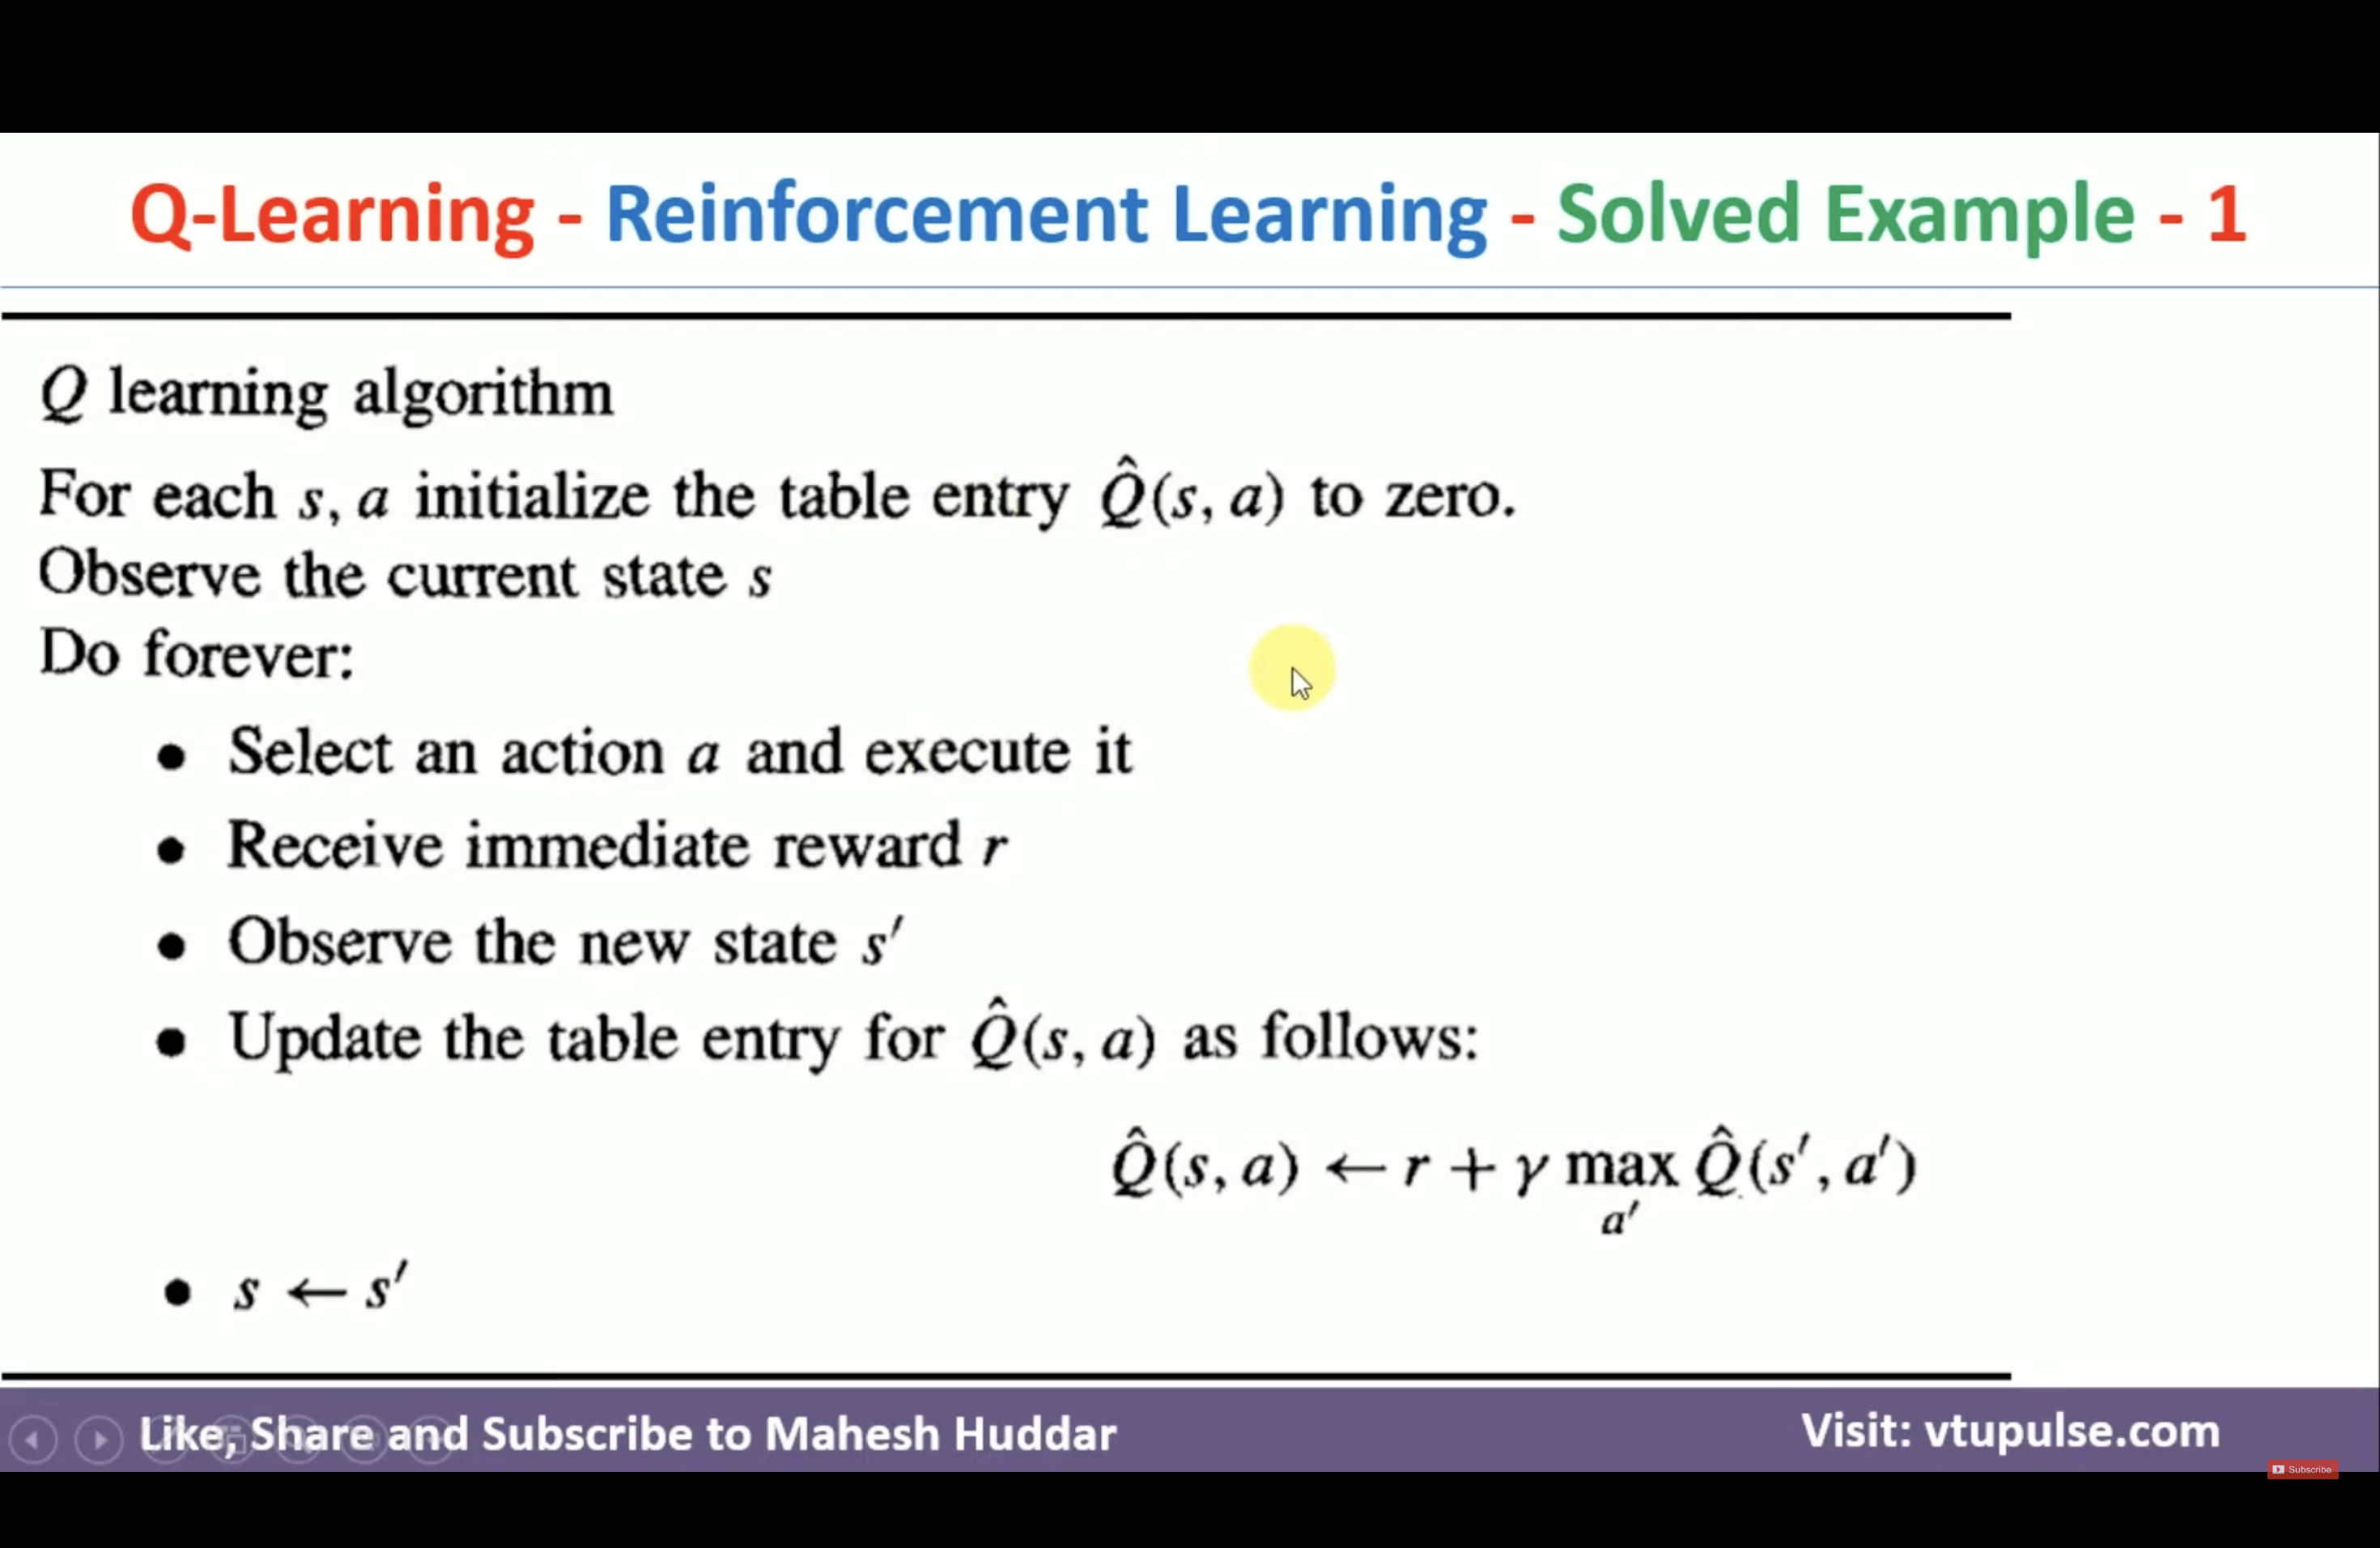 Q-Learning - Reinforcement Learning - Solved Example - 1
Q learning algorithm
For each s, a initialize the table entry Q̂(s, a) to zero.
Observe the current state s
Do forever:
• Select an action a and execute it
• Receive immediate reward r
• Observe the new state s′
• Update the table entry for Q̂(s, a) as follows:
Q̂(s, a) ← r + γ max Q̂(s′, a′)
a′
• s ← s′
Like, Share and Subscribe to Mahesh Huddar
Visit: vtupulse.com
Subscribe